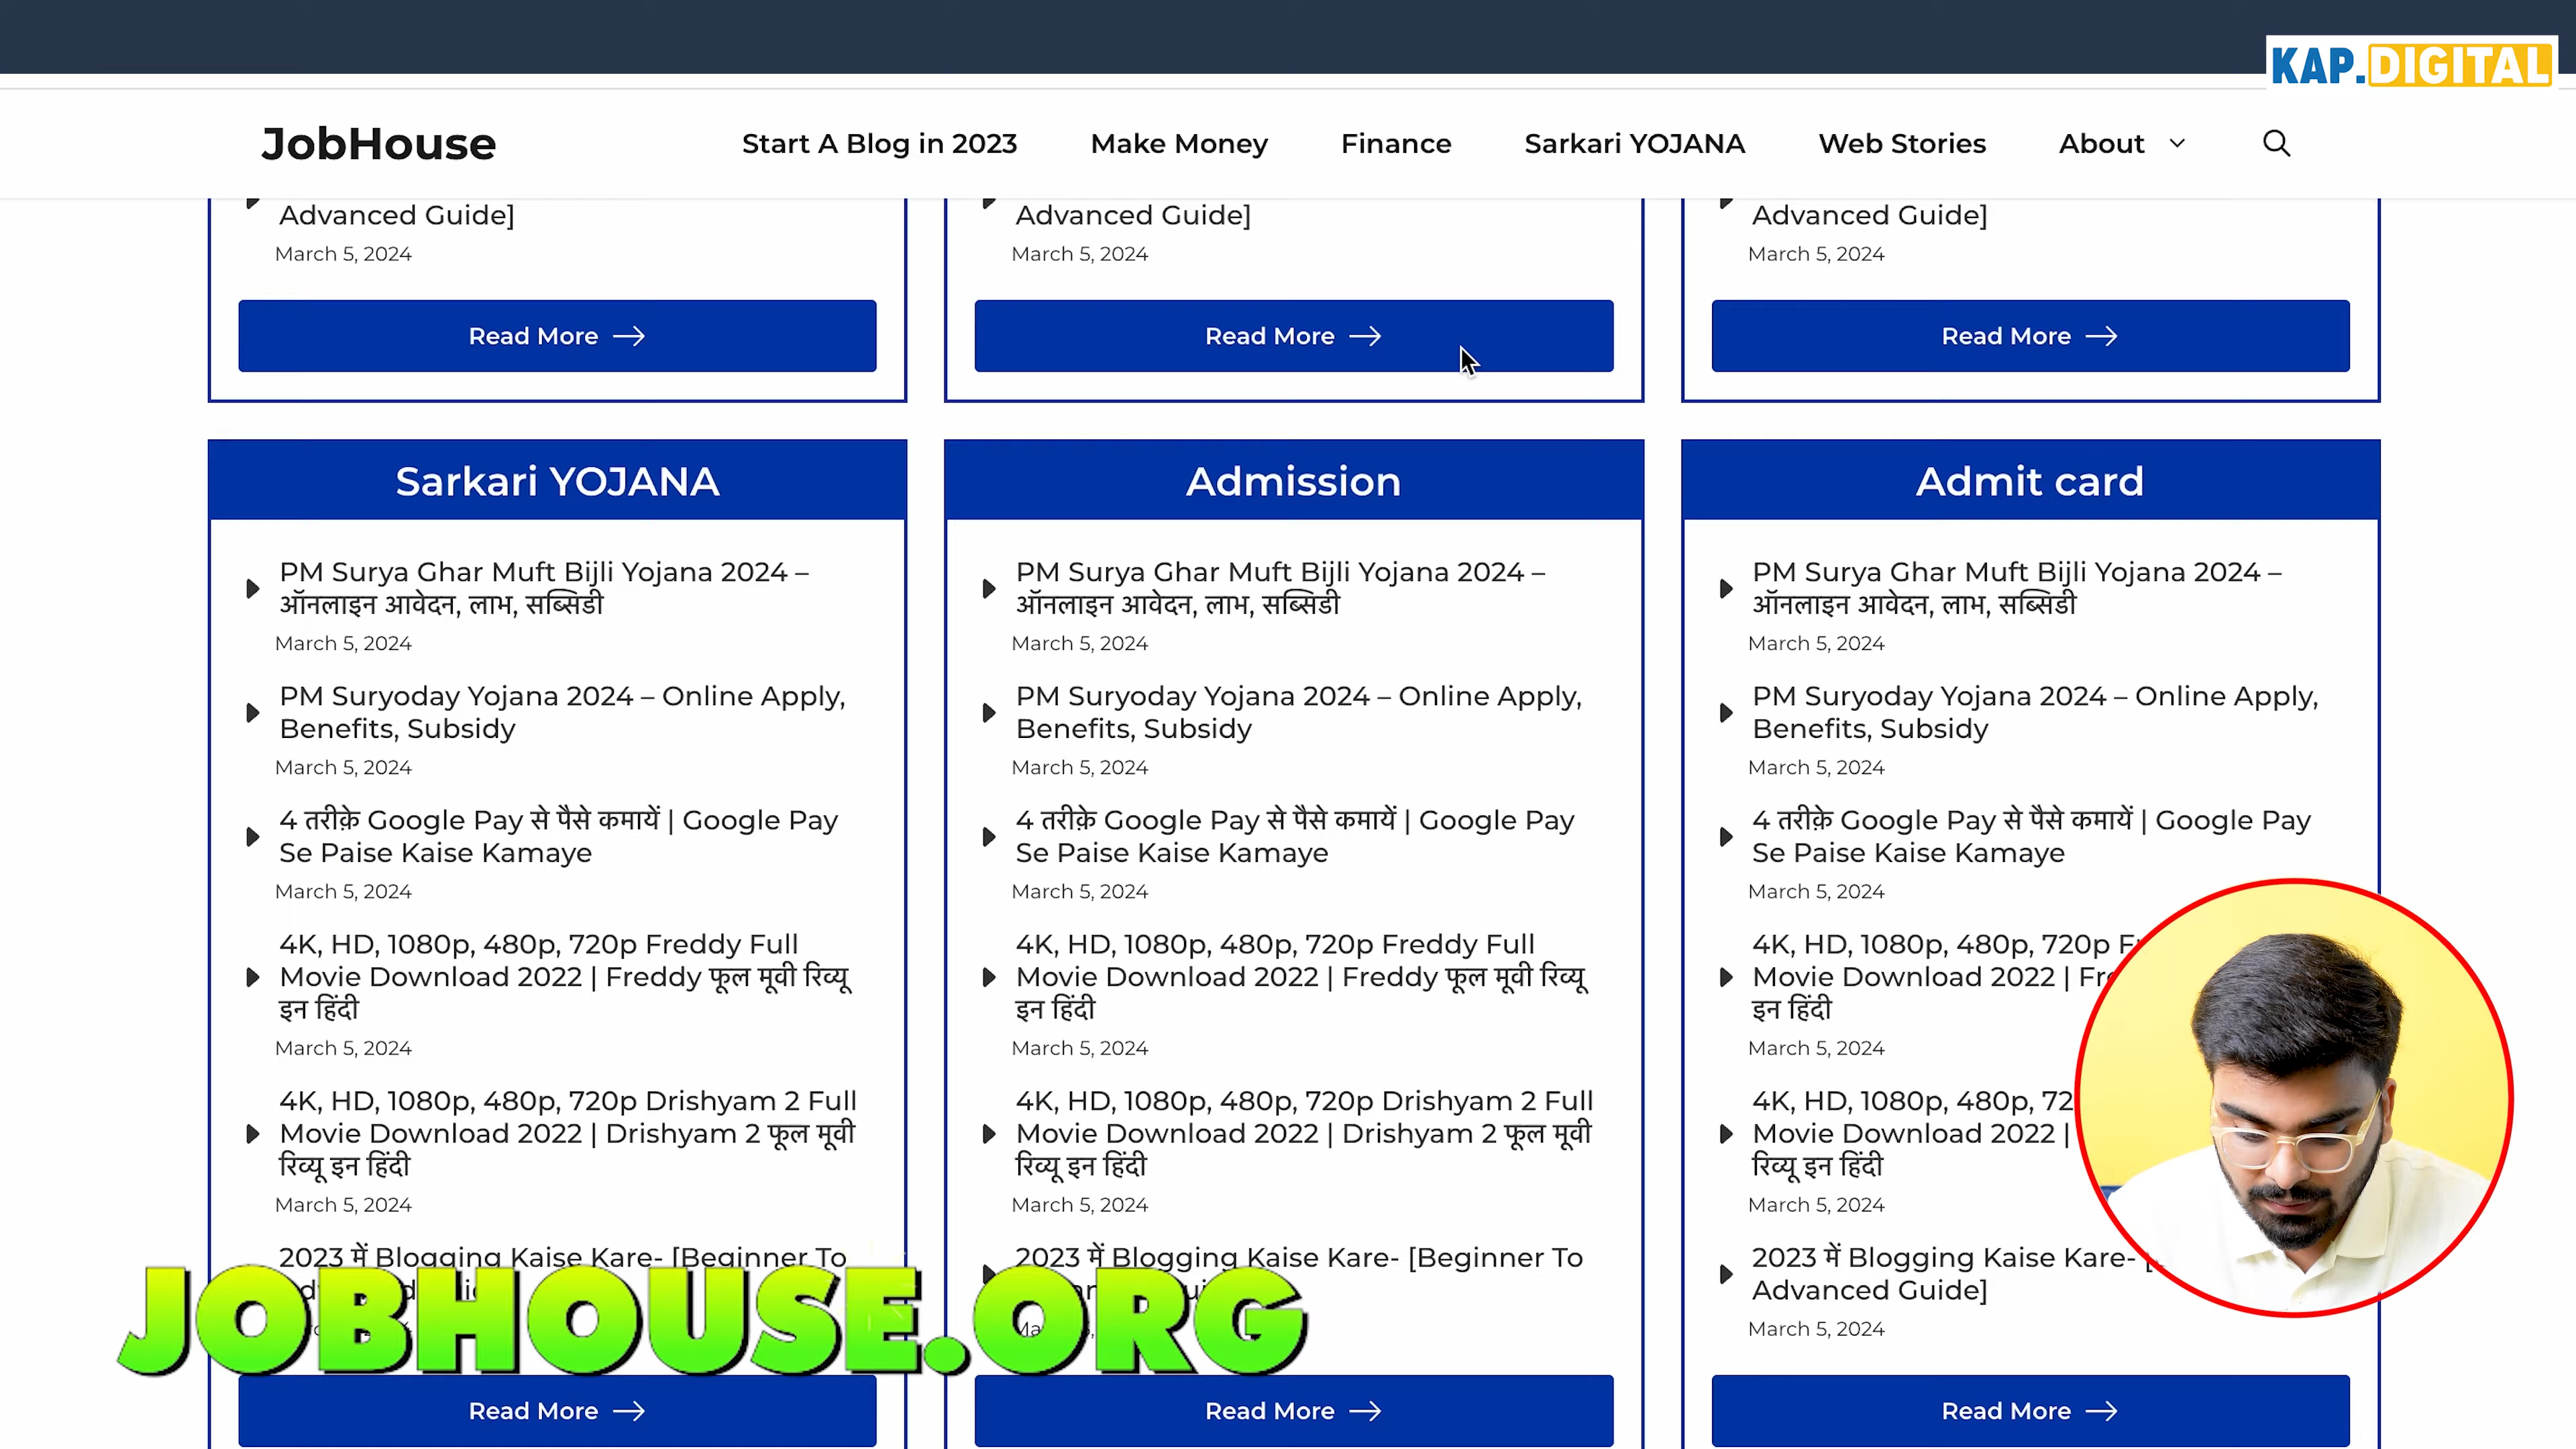 KAP.DIGITAL
JobHouse
Start A Blog in 2023
Make Money
Finance
Sarkari YOJANA
Web Stories
About
Advanced Guide]
March 5, 2024
Read More
Advanced Guide]
March 5, 2024
Read More
Advanced Guide]
March 5, 2024
Read More
Sarkari YOJANA
PM Surya Ghar Muft Bijli Yojana 2024 –
ऑनलाइन आवेदन, लाभ, सब्सिडी
March 5, 2024
PM Suryoday Yojana 2024 – Online Apply,
Benefits, Subsidy
March 5, 2024
4 तरीक़े Google Pay से पैसे कमायें | Google Pay
Se Paise Kaise Kamaye
March 5, 2024
4K, HD, 1080p, 480p, 720p Freddy Full
Movie Download 2022 | Freddy फूल मूवी रिव्यू
इन हिंदी
March 5, 2024
4K, HD, 1080p, 480p, 720p Drishyam 2 Full
Movie Download 2022 | Drishyam 2 फूल मूवी
रिव्यू इन हिंदी
March 5, 2024
2023 में Blogging Kaise Kare- [Beginner To
Read More
Admission
PM Surya Ghar Muft Bijli Yojana 2024 –
ऑनलाइन आवेदन, लाभ, सब्सिडी
March 5, 2024
PM Suryoday Yojana 2024 – Online Apply,
Benefits, Subsidy
March 5, 2024
4 तरीक़े Google Pay से पैसे कमायें | Google Pay
Se Paise Kaise Kamaye
March 5, 2024
4K, HD, 1080p, 480p, 720p Freddy Full
Movie Download 2022 | Freddy फूल मूवी रिव्यू
इन हिंदी
March 5, 2024
4K, HD, 1080p, 480p, 720p Drishyam 2 Full
Movie Download 2022 | Drishyam 2 फूल मूवी
रिव्यू इन हिंदी
March 5, 2024
2023 में Blogging Kaise Kare- [Beginner To
Read More
Admit card
PM Surya Ghar Muft Bijli Yojana 2024 –
ऑनलाइन आवेदन, लाभ, सब्सिडी
March 5, 2024
PM Suryoday Yojana 2024 – Online Apply,
Benefits, Subsidy
March 5, 2024
4 तरीक़े Google Pay से पैसे कमायें | Google Pay
Se Paise Kaise Kamaye
March 5, 2024
4K, HD, 1080p, 480p, 720p
Movie Download 2022 |
इन हिंदी
March 5, 2024
4K, HD, 1080p, 480p,
Movie Download 2022 |
रिव्यू इन हिंदी
March 5, 2024
2023 में Blogging Kaise Kare-
Advanced Guide]
March 5, 2024
Read More
JOBHOUSE.ORG